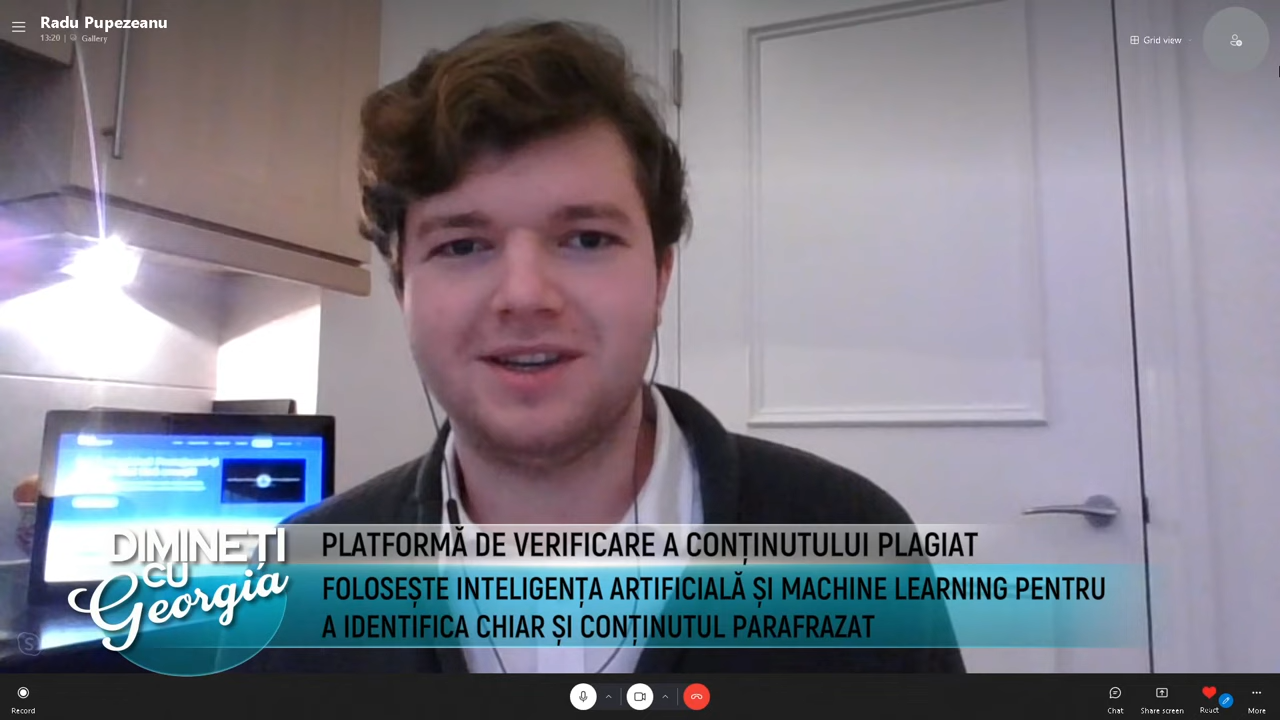 Radu Pupezeanu
13:20 | Gallery
Grid view
DIMINEȚI
CU
Georgia
PLATFORMĂ DE VERIFICARE A CONȚINUTULUI PLAGIAT
FOLOSEȘTE INTELIGENȚA ARTIFICIALĂ ȘI MACHINE LEARNING PENTRU
A IDENTIFICA CHIAR ȘI CONȚINUTUL PARAFRAZAT
Record
Chat
Share screen
React
More